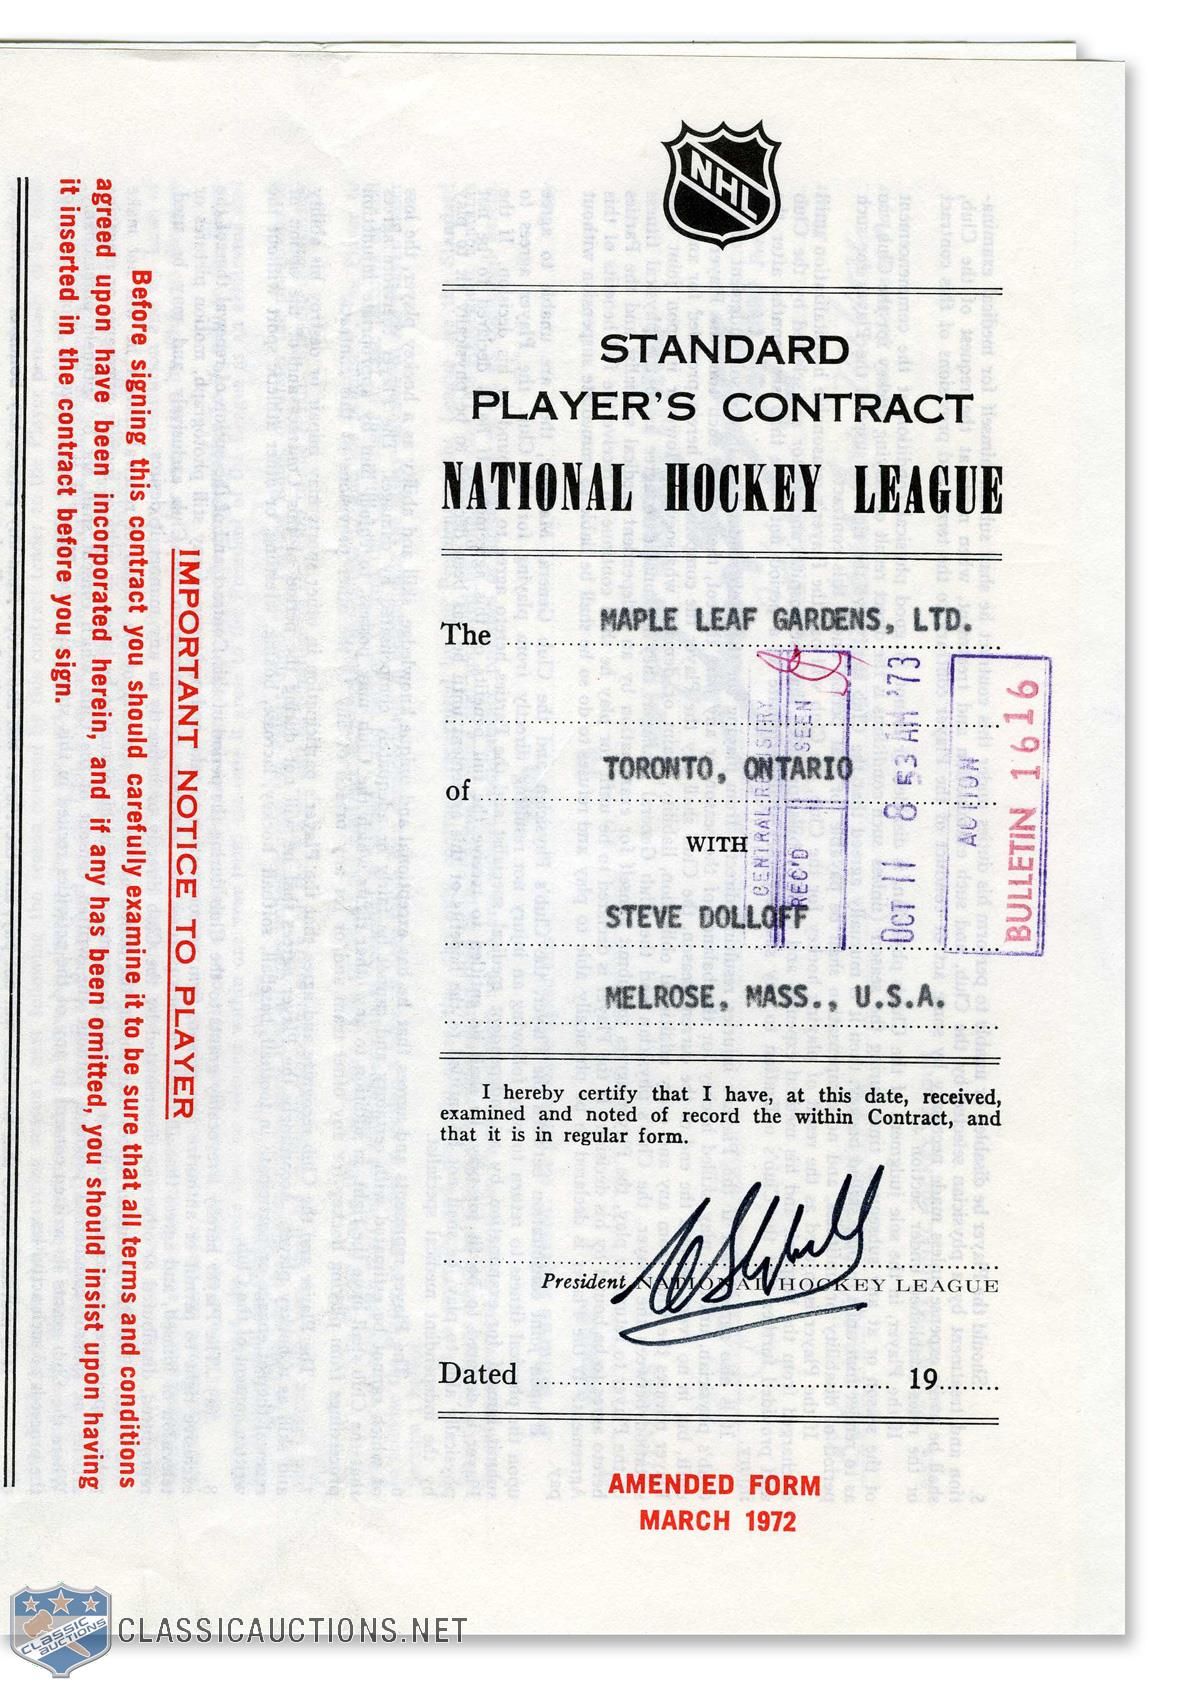 NHL
STANDARD
PLAYER'S CONTRACT
NATIONAL HOCKEY LEAGUE
The MAPLE LEAF GARDENS, LTD.
of TORONTO, ONTARIO
WITH
STEVE DOLLOFF
MELROSE, MASS., U.S.A.
CENTRAL REGISTRY
REC'D SEEN
OCT 11 8 53 AM '73
ACTION
BULLETIN 1616
I hereby certify that I have, at this date, received,
examined and noted of record the within Contract, and
that it is in regular form.
President NATIONAL HOCKEY LEAGUE
Dated 19
AMENDED FORM
MARCH 1972
IMPORTANT NOTICE TO PLAYER
Before signing this contract you should carefully examine it to be sure that all terms and conditions
agreed upon have been incorporated herein, and if any has been omitted, you should insist upon having
it inserted in the contract before you sign.
CLASSIC AUCTIONS
CLASSICAUCTIONS.NET